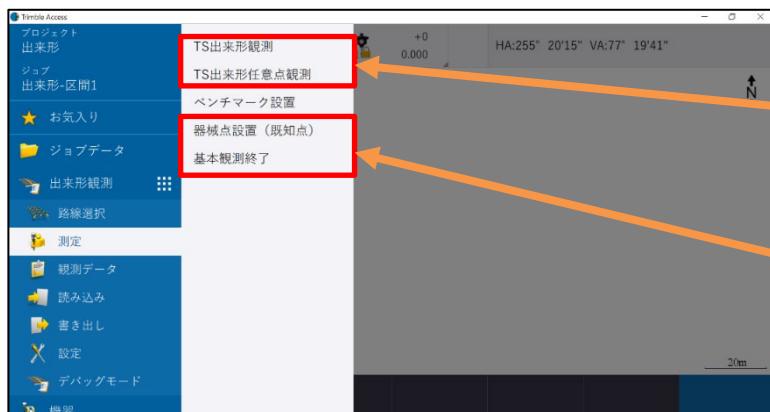 Trimble Access
プロジェクト
出来形
ジョブ
出来形-区間1
お気入り
ジョブデータ
出来形観測
路線選択
測定
観測データ
読み込み
書き出し
設定
デバッグモード
機器
TS出来形観測
TS出来形任意点観測
ベンチマーク設置
器械点設置（既知点）
基本観測終了
+0
0.000
HA:255° 20'15" VA:77° 19'41"
N
20m